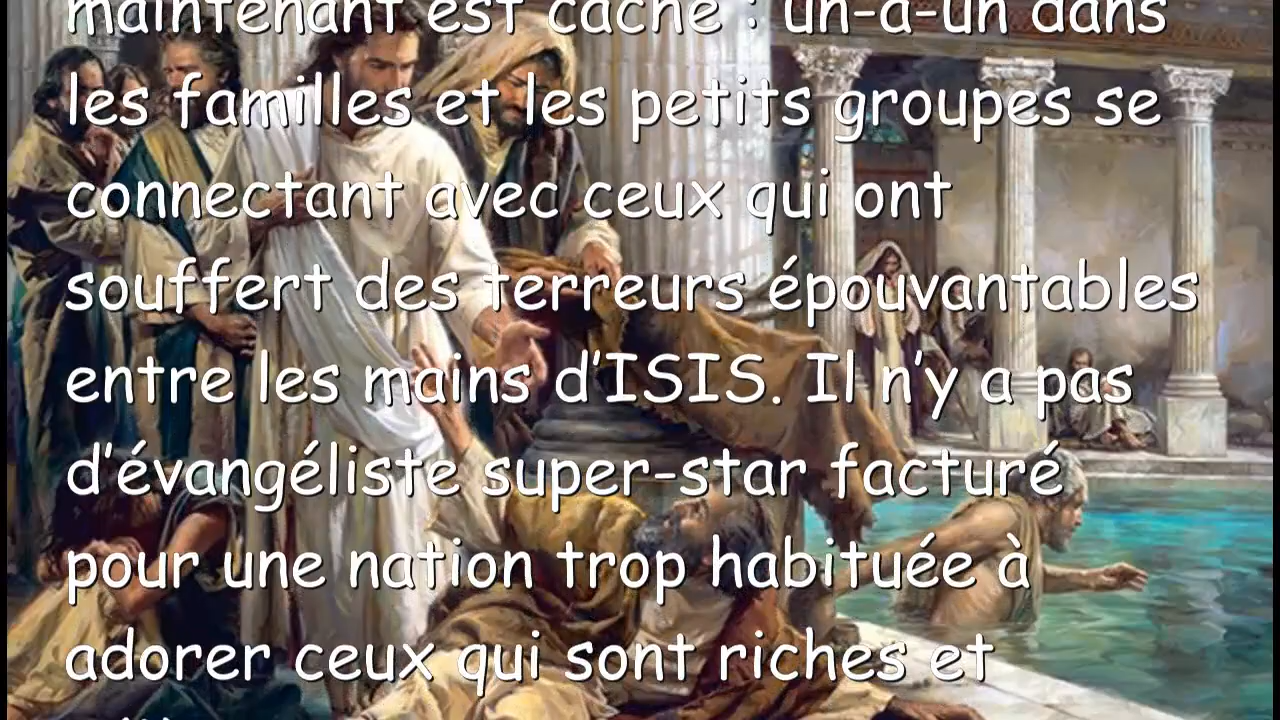 maintenant est caché : un-à-un dans
les familles et les petits groupes se
connectant avec ceux qui ont
souffert des terreurs épouvantables
entre les mains d'ISIS. Il n'y a pas
d'évangéliste super-star facturé
pour une nation trop habituée à
adorer ceux qui sont riches et